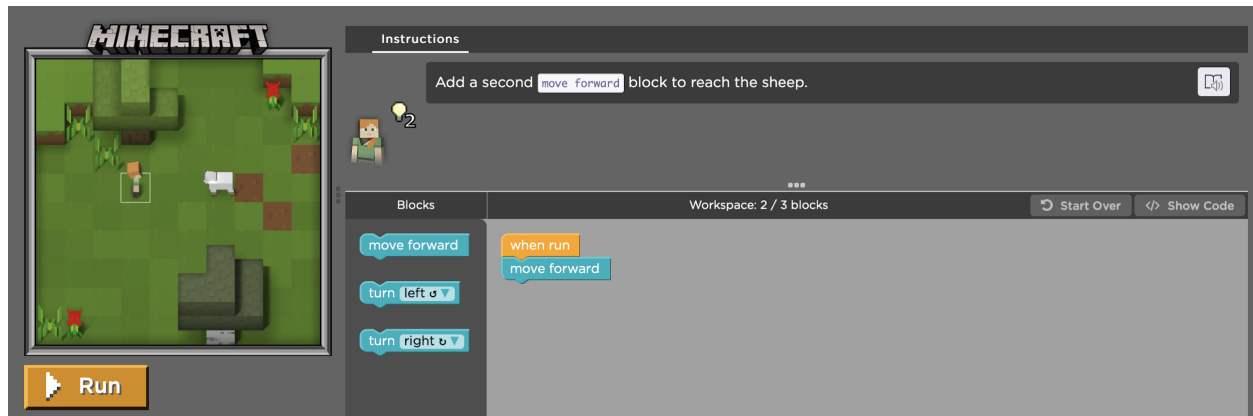 MINECRAFT
Instructions
Add a second move forward block to reach the sheep.
2
Blocks
Workspace: 2 / 3 blocks
Start Over
</> Show Code
move forward
turn left ↺ ▼
turn right ↻ ▼
when run
move forward
Run